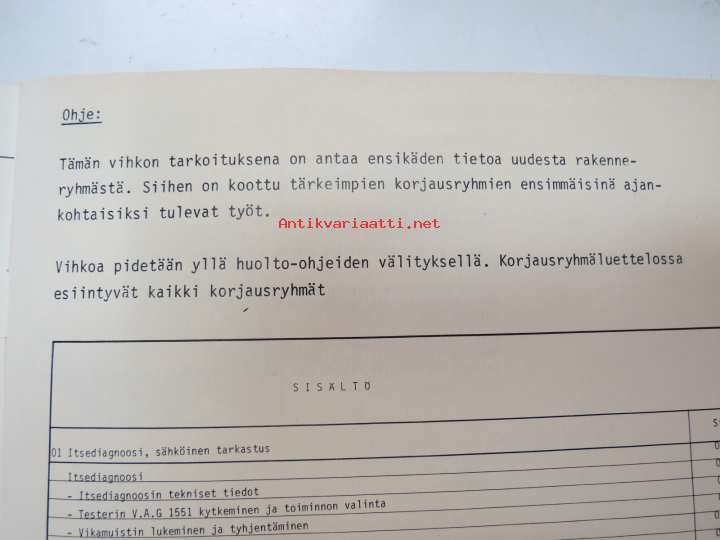 Ohje:
Tämän vihkon tarkoituksena on antaa ensikäden tietoa uudesta rakenne-
ryhmästä. Siihen on koottu tärkeimpien korjausryhmien ensimmäisinä ajan-
kohtaisiksi tulevat työt.
Antikvariaatti.net
Vihkoa pidetään yllä huolto-ohjeiden välityksellä. Korjausryhmäluettelossa
esiintyvät kaikki korjausryhmät
SISÄLTÖ
01 Itsediagnoosi, sähköinen tarkastus
Itsediagnoosi
- Itsediagnoosin tekniset tiedot
- Testerin V.A.G 1551 kytkeminen ja toiminnon valinta
- Vikamuistin lukeminen ja tyhjentäminen